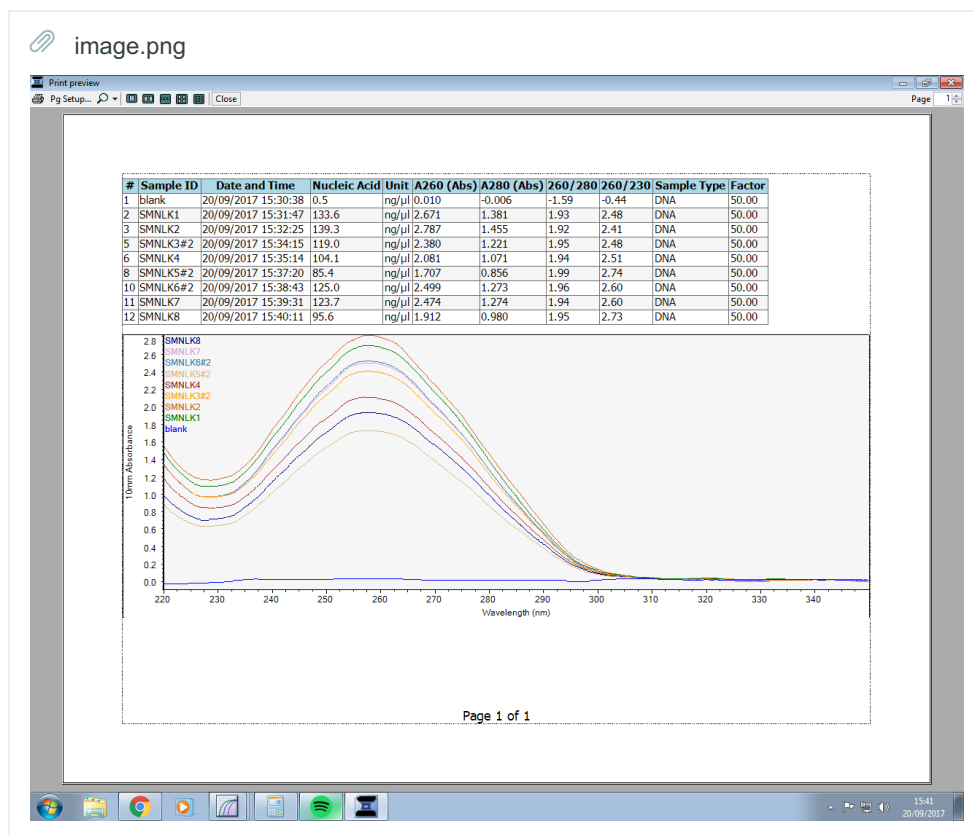 image.png
Print preview
Pg Setup... Close Page 1
# Sample ID Date and Time Nucleic Acid Unit A260 (Abs) A280 (Abs) 260/280 260/230 Sample Type Factor
1 blank 20/09/2017 15:30:38 0.5 ng/µl 0.010 -0.006 -1.59 -0.44 DNA 50.00
2 SMNLK1 20/09/2017 15:31:47 133.6 ng/µl 2.671 1.381 1.93 2.48 DNA 50.00
3 SMNLK2 20/09/2017 15:32:25 139.3 ng/µl 2.787 1.455 1.92 2.41 DNA 50.00
5 SMNLK3#2 20/09/2017 15:34:15 119.0 ng/µl 2.380 1.221 1.95 2.48 DNA 50.00
6 SMNLK4 20/09/2017 15:35:14 104.1 ng/µl 2.081 1.071 1.94 2.51 DNA 50.00
8 SMNLK5#2 20/09/2017 15:37:20 85.4 ng/µl 1.707 0.856 1.99 2.74 DNA 50.00
10 SMNLK6#2 20/09/2017 15:38:43 125.0 ng/µl 2.499 1.273 1.96 2.60 DNA 50.00
11 SMNLK7 20/09/2017 15:39:31 123.7 ng/µl 2.474 1.274 1.94 2.60 DNA 50.00
12 SMNLK8 20/09/2017 15:40:11 95.6 ng/µl 1.912 0.980 1.95 2.73 DNA 50.00
SMNLK8
SMNLK7
SMNLK6#2
SMNLK5#2
SMNLK4
SMNLK3#2
SMNLK2
SMNLK1
blank
10mm Absorbance
2.8
2.6
2.4
2.2
2.0
1.8
1.6
1.4
1.2
1.0
0.8
0.6
0.4
0.2
0.0
220 230 240 250 260 270 280 290 300 310 320 330 340
Wavelength (nm)
Page 1 of 1
15:41
20/09/2017